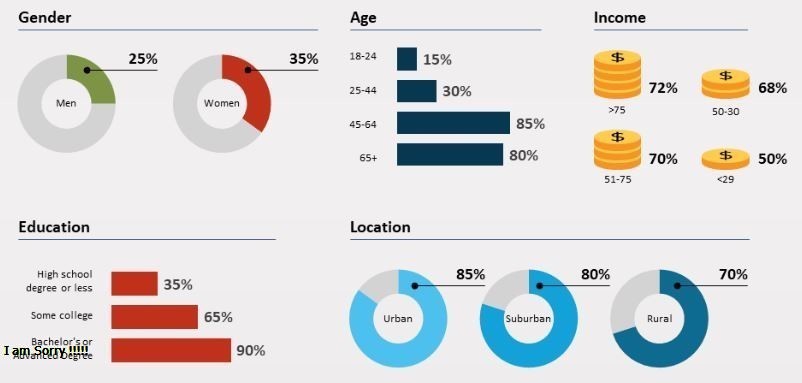 Gender
25%
Men
35%
Women
Age
18-24
15%
25-44
30%
45-64
85%
65+
80%
Income
$
72%
>75
$
68%
50-30
$
70%
51-75
$
50%
<29
Education
High school
degree or less
35%
Some college
65%
Bachelor's or
Advanced Degree
90%
I am Sorry !!!!!
Location
85%
Urban
80%
Suburban
70%
Rural